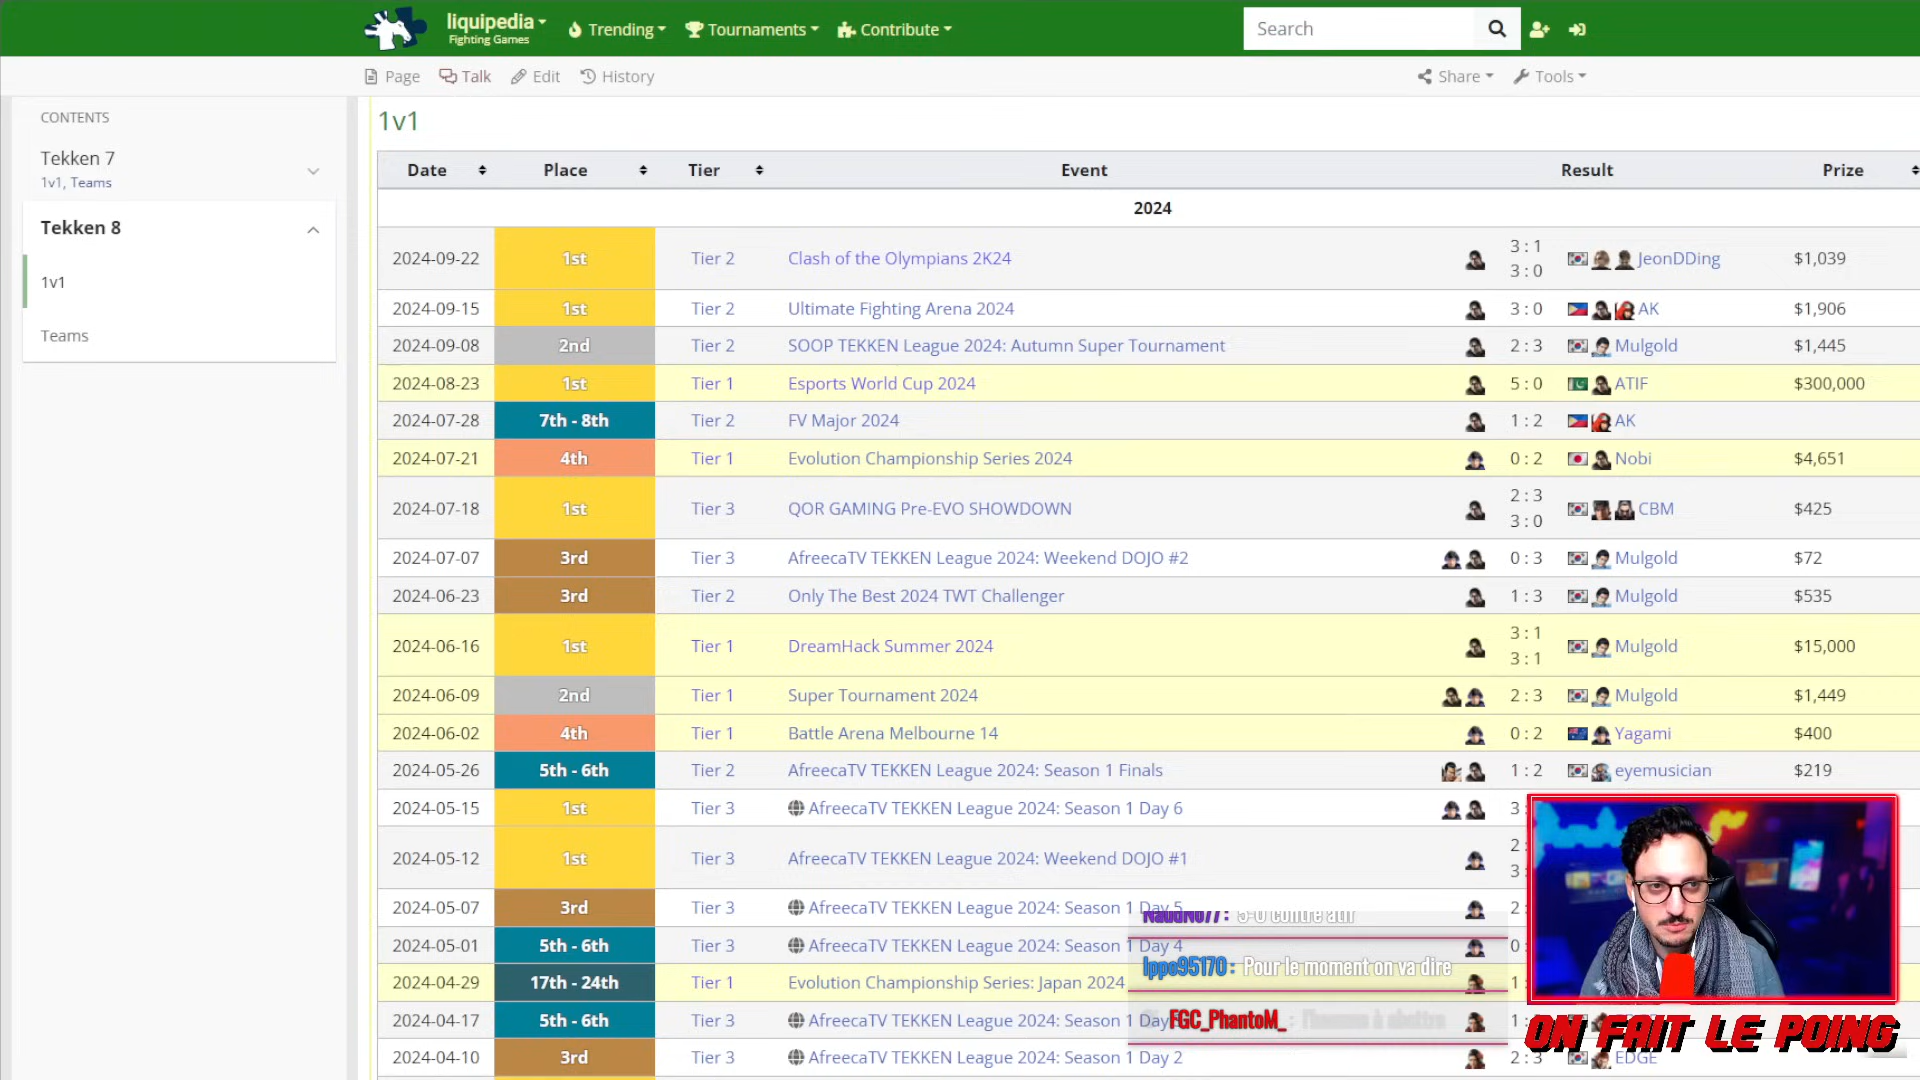 liquipedia
Fighting Games
Trending
Tournaments
Contribute
Search
Page
Talk
Edit
History
Share
Tools
CONTENTS
Tekken 7
1v1, Teams
Tekken 8
1v1
Teams
1v1
Date Place Tier Event Result Prize
2024
2024-09-22 1st Tier 2 Clash of the Olympians 2K24 3 : 1 3 : 0 JeonDDing $1,039
2024-09-15 1st Tier 2 Ultimate Fighting Arena 2024 3 : 0 AK $1,906
2024-09-08 2nd Tier 2 SOOP TEKKEN League 2024: Autumn Super Tournament 2 : 3 Mulgold $1,445
2024-08-23 1st Tier 1 Esports World Cup 2024 5 : 0 ATIF $300,000
2024-07-28 7th - 8th Tier 2 FV Major 2024 1 : 2 AK
2024-07-21 4th Tier 1 Evolution Championship Series 2024 0 : 2 Nobi $4,651
2024-07-18 1st Tier 3 QOR GAMING Pre-EVO SHOWDOWN 2 : 3 3 : 0 CBM $425
2024-07-07 3rd Tier 3 AfreecaTV TEKKEN League 2024: Weekend DOJO #2 0 : 3 Mulgold $72
2024-06-23 3rd Tier 2 Only The Best 2024 TWT Challenger 1 : 3 Mulgold $535
2024-06-16 1st Tier 1 DreamHack Summer 2024 3 : 1 3 : 1 Mulgold $15,000
2024-06-09 2nd Tier 1 Super Tournament 2024 2 : 3 Mulgold $1,449
2024-06-02 4th Tier 1 Battle Arena Melbourne 14 0 : 2 Yagami $400
2024-05-26 5th - 6th Tier 2 AfreecaTV TEKKEN League 2024: Season 1 Finals 1 : 2 eyemusician $219
2024-05-15 1st Tier 3 AfreecaTV TEKKEN League 2024: Season 1 Day 6 3 :
2024-05-12 1st Tier 3 AfreecaTV TEKKEN League 2024: Weekend DOJO #1 2 : 3 :
2024-05-07 3rd Tier 3 AfreecaTV TEKKEN League 2024: Season 1 Day 5 2 :
5-0 contre atif
2024-05-01 5th - 6th Tier 3 AfreecaTV TEKKEN League 2024: Season 1 Day 4 0
Ippo95170 : Pour le moment on va dire
2024-04-29 17th - 24th Tier 1 Evolution Championship Series: Japan 2024 1
2024-04-17 5th - 6th Tier 3 AfreecaTV TEKKEN League 2024: Season 1 Day 1 :
FGC_PhantoM_ : l'homme à abattre
ON FAIT LE POING
2024-04-10 3rd Tier 3 AfreecaTV TEKKEN League 2024: Season 1 Day 2 2 : 3 EDGE